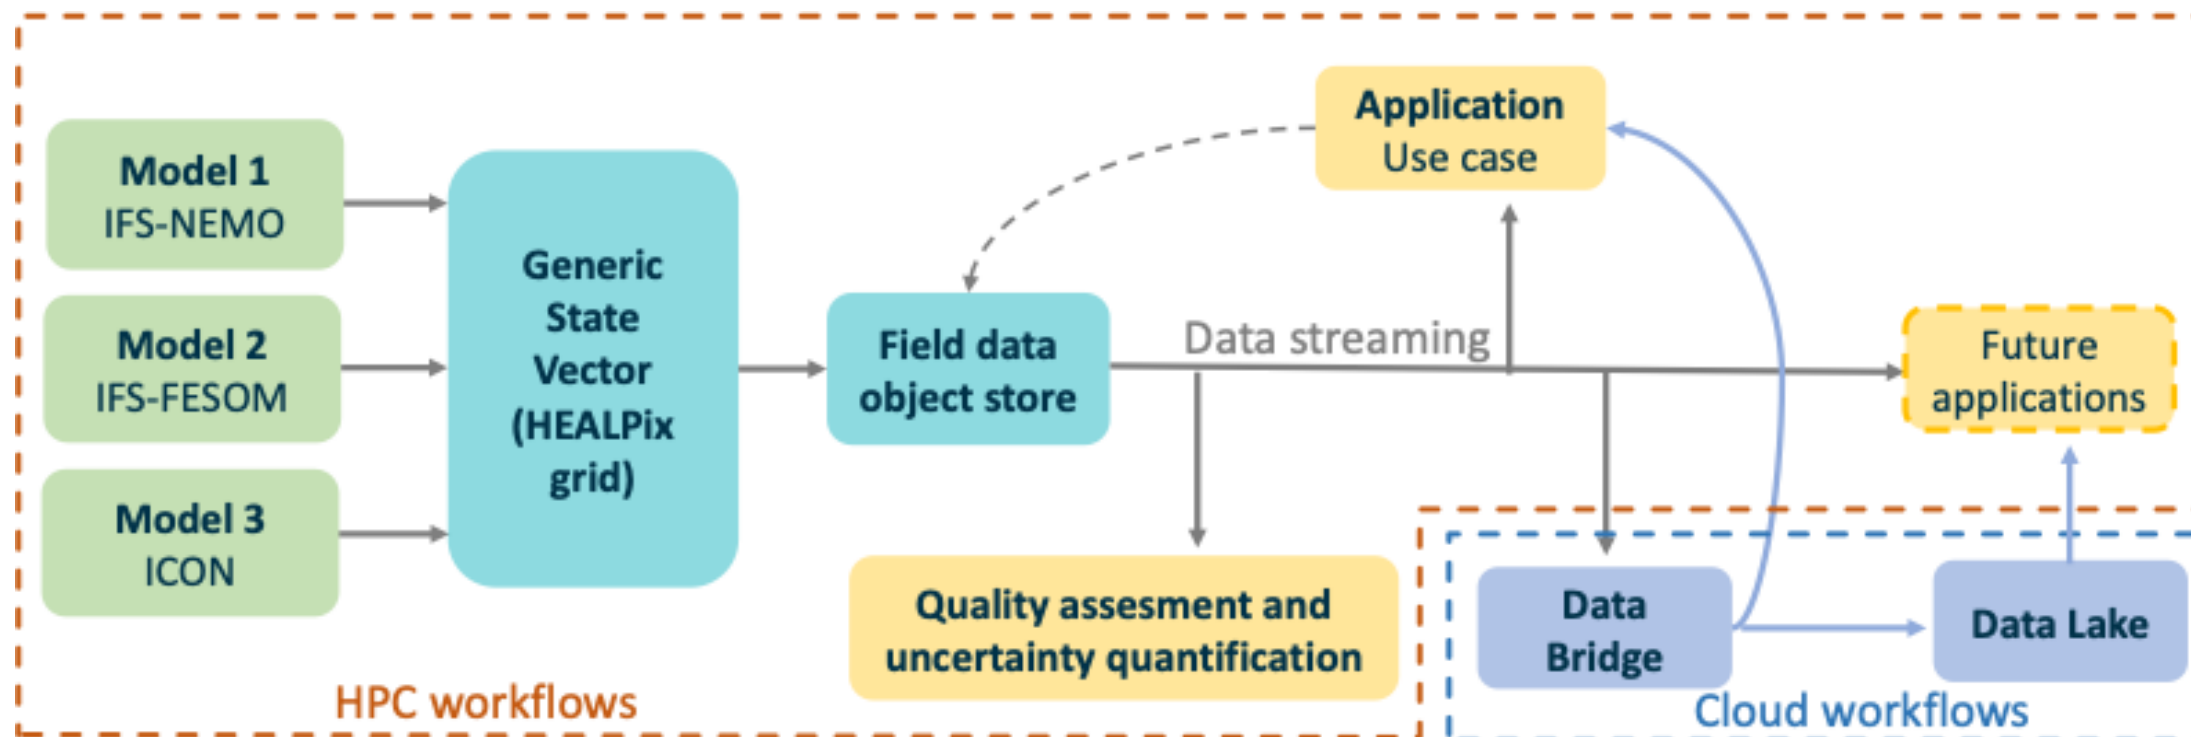 Model 1
IFS-NEMO
Model 2
IFS-FESOM
Model 3
ICON
Generic
State
Vector
(HEALPix
grid)
Field data
object store
Data streaming
Application
Use case
Future
applications
Quality assesment and
uncertainty quantification
Data
Bridge
Data Lake
HPC workflows
Cloud workflows